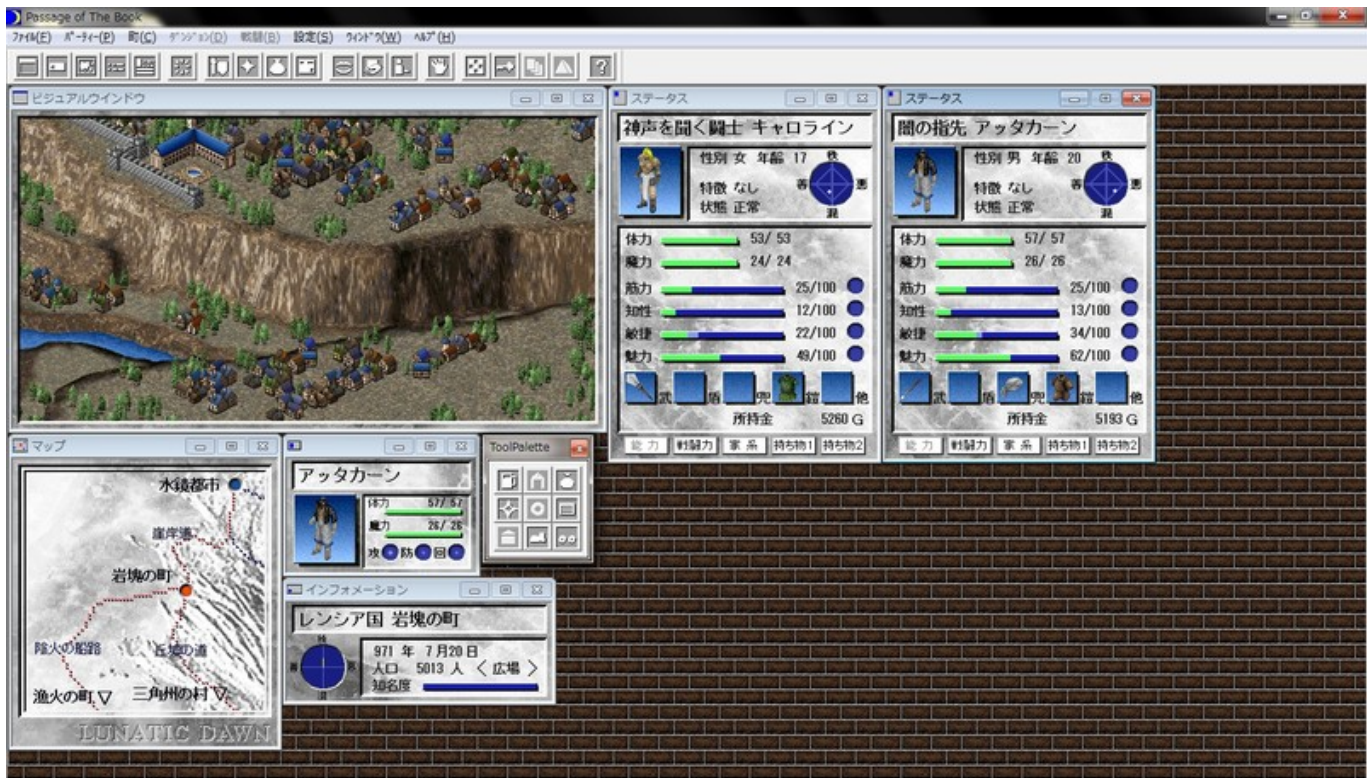 Passage of The Book
ファイル(F) パーティー(P) 町(C) ダンジョン(D) 戦闘(B) 設定(S) ウィンドウ(W) ヘルプ(H)
ビジュアルウインドウ
ステータス
神声を聞く闘士 キャロライン
性別 女 年齢 17
特徴 なし
状態 正常
秩
善 悪
混
体力 53/ 53
魔力 24/ 24
筋力 25/100
知性 12/100
敏捷 22/100
魅力 49/100
武 盾 兜 鎧 他
所持金 5260 G
能力 戦闘力 家系 持ち物1 持ち物2
ステータス
闇の指先 アッタカーン
性別 男 年齢 20
特徴 なし
状態 正常
秩
善 悪
混
体力 57/ 57
魔力 26/ 26
筋力 25/100
知性 13/100
敏捷 34/100
魅力 62/100
武 盾 兜 鎧 他
所持金 5193 G
能力 戦闘力 家系 持ち物1 持ち物2
マップ
水鏡都市
崖岸道
岩塊の町
陰火の船路
丘墟の道
漁火の町▽
三角州の村▽
LUNATIC DAWN
アッタカーン
体力 57/ 57
魔力 26/ 26
攻 防 回
ToolPalette
インフォメーション
レンシア国 岩塊の町
971 年 7月20日
人口 5013 人 〈 広場 〉
知名度